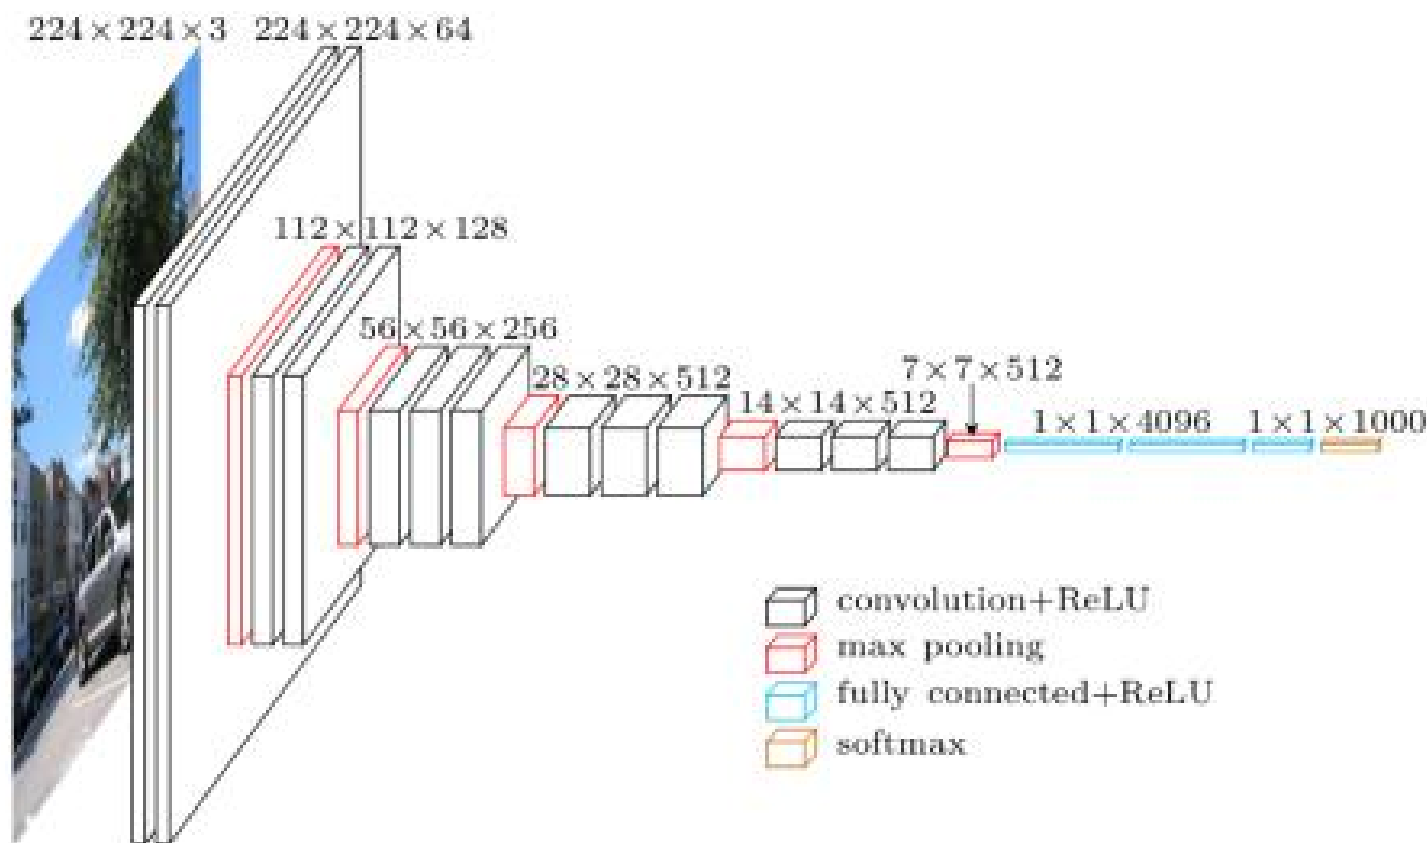 224 × 224 × 3
224 × 224 × 64
112 × 112 × 128
56 × 56 × 256
28 × 28 × 512
14 × 14 × 512
7 × 7 × 512
1 × 1 × 4096
1 × 1 × 1000
convolution+ReLU
max pooling
fully connected+ReLU
softmax